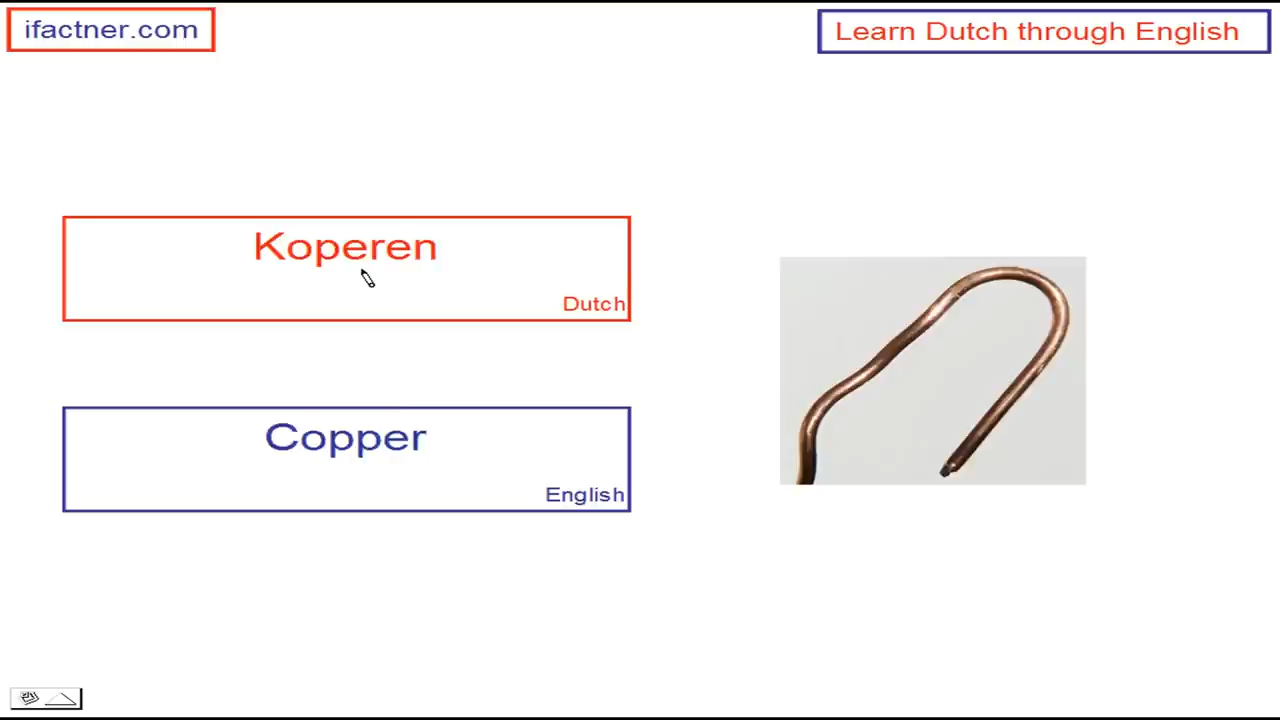 ifactner.com
Learn Dutch through English
Koperen
Dutch
Copper
English